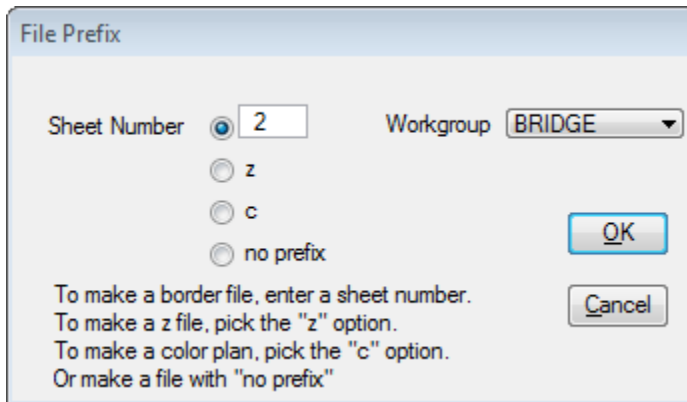 File Prefix
Sheet Number 2 Workgroup BRIDGE
z
c
no prefix
OK
To make a border file, enter a sheet number.
To make a z file, pick the "z" option.
Cancel
To make a color plan, pick the "c" option.
Or make a file with "no prefix"